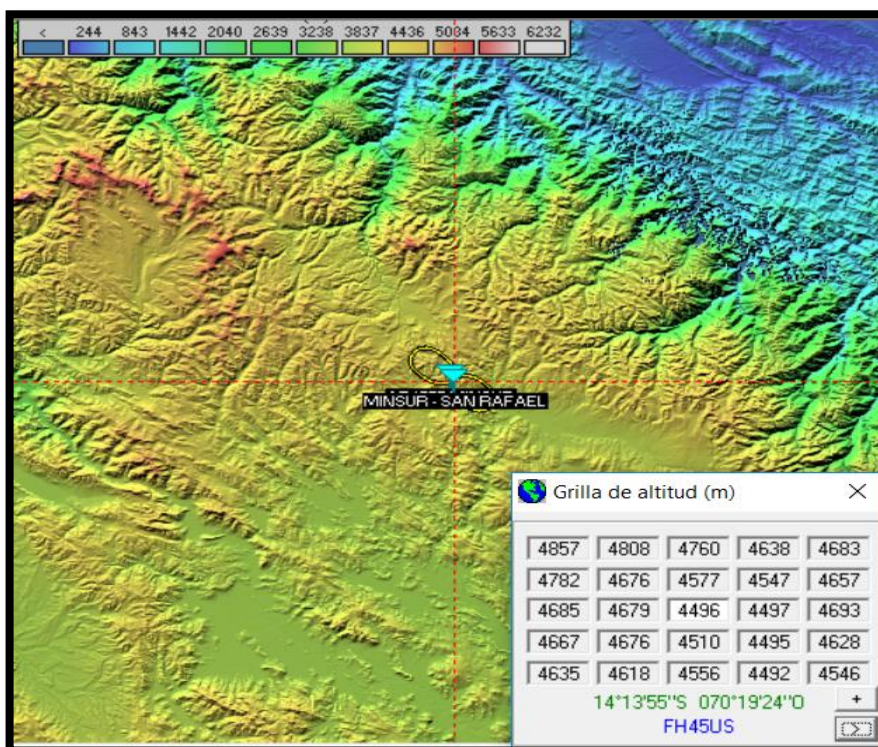 < 244 843 1442 2040 2639 3238 3837 4436 5034 5633 6232
MINSUR - SAN RAFAEL
Grilla de altitud (m)
4857 4808 4760 4638 4683
4782 4676 4577 4547 4657
4685 4679 4496 4497 4693
4667 4676 4510 4495 4628
4635 4618 4556 4492 4546
14°13'55"S 070°19'24"O
+
FH45US